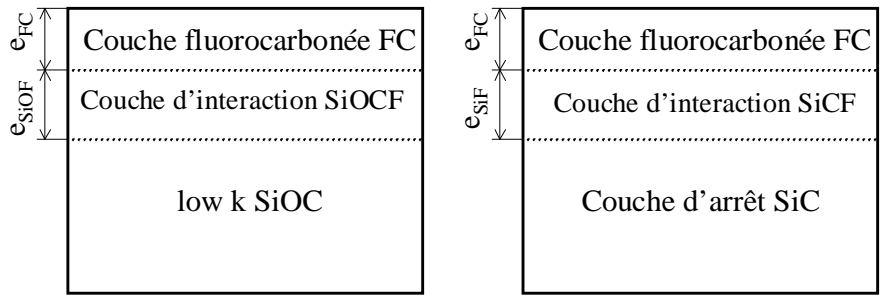 e_FC
Couche fluorocarbonée FC
e_SiOF
Couche d'interaction SiOCF
low k SiOC
e_FC
Couche fluorocarbonée FC
e_SiF
Couche d'interaction SiCF
Couche d'arrêt SiC